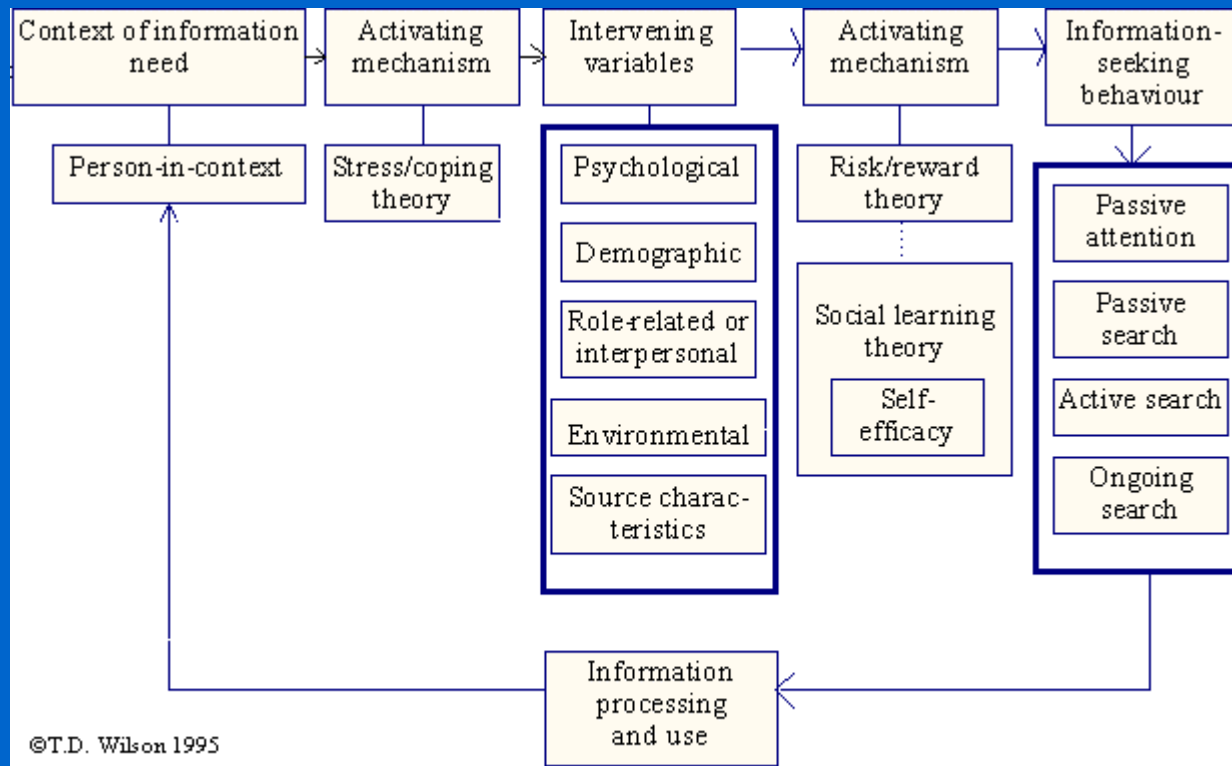 Context of information
need
Activating
mechanism
Intervening
variables
Activating
mechanism
Information-
seeking
behaviour
Person-in-context
Stress/coping
theory
Psychological
Demographic
Role-related or
interpersonal
Environmental
Source charac-
teristics
Risk/reward
theory
Social learning
theory
Self-
efficacy
Passive
attention
Passive
search
Active search
Ongoing
search
Information
processing
and use
©T.D. Wilson 1995